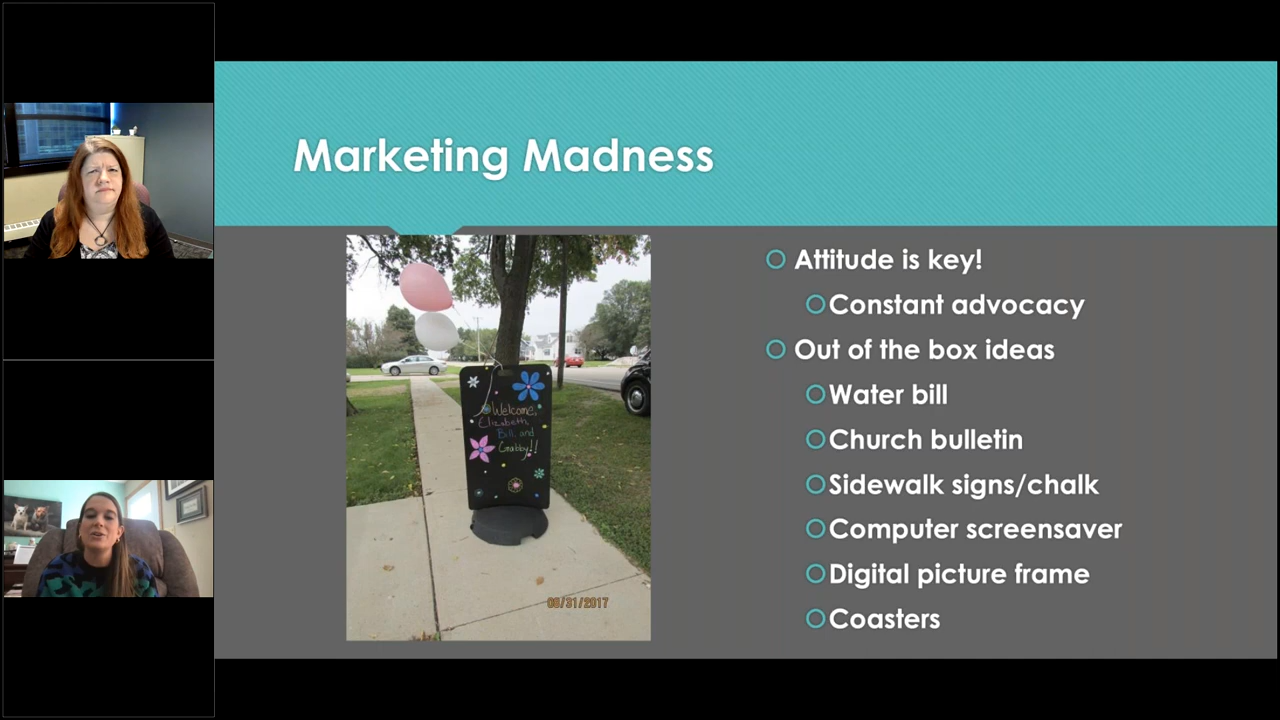 Marketing Madness
Attitude is key!
Constant advocacy
Out of the box ideas
Water bill
Church bulletin
Sidewalk signs/chalk
Computer screensaver
Digital picture frame
Coasters
Welcome,
Elizabeth,
Bill, and
Gabby!!
08/31/2017